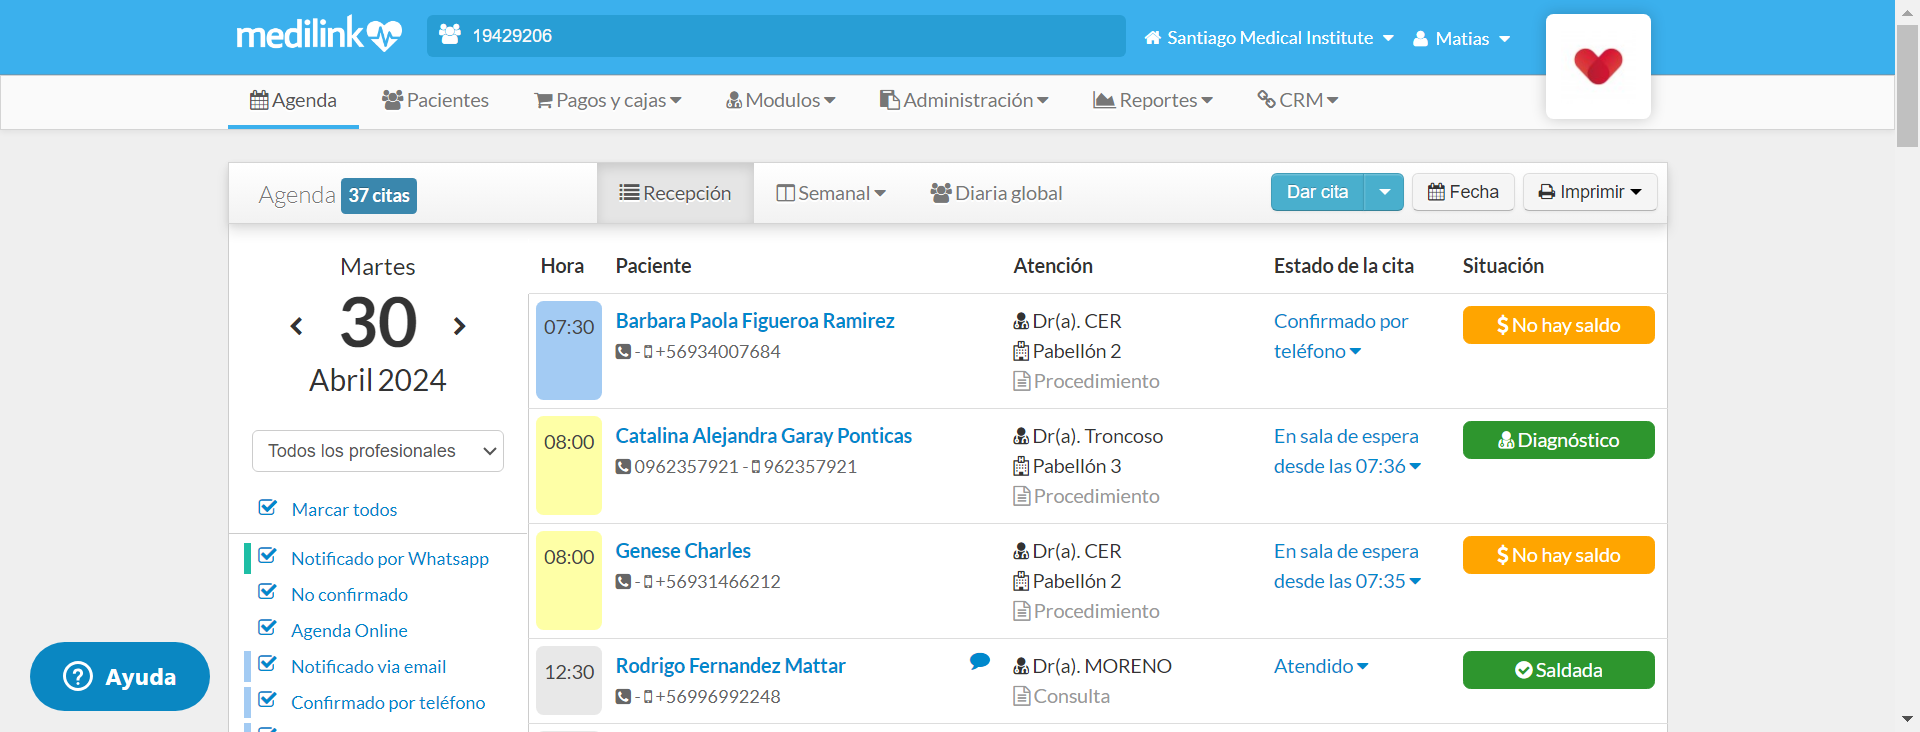 medilink
19429206
Santiago Medical Institute
Matias
Agenda
Pacientes
Pagos y cajas
Modulos
Administración
Reportes
CRM
Agenda 37 citas
Recepción
Semanal
Diaria global
Dar cita
Fecha
Imprimir
Martes
30
Abril 2024
Todos los profesionales
Marcar todos
Notificado por Whatsapp
No confirmado
Agenda Online
Notificado via email
Confirmado por teléfono
Ayuda
Hora Paciente Atención Estado de la cita Situación
07:30 Barbara Paola Figueroa Ramirez Dr(a). CER Confirmado por $ No hay saldo
- +56934007684 Pabellón 2 teléfono
Procedimiento
08:00 Catalina Alejandra Garay Ponticas Dr(a). Troncoso En sala de espera Diagnóstico
0962357921 - 962357921 Pabellón 3 desde las 07:36
Procedimiento
08:00 Genese Charles Dr(a). CER En sala de espera $ No hay saldo
- +56931466212 Pabellón 2 desde las 07:35
Procedimiento
12:30 Rodrigo Fernandez Mattar Dr(a). MORENO Atendido Saldada
- +56996992248 Consulta